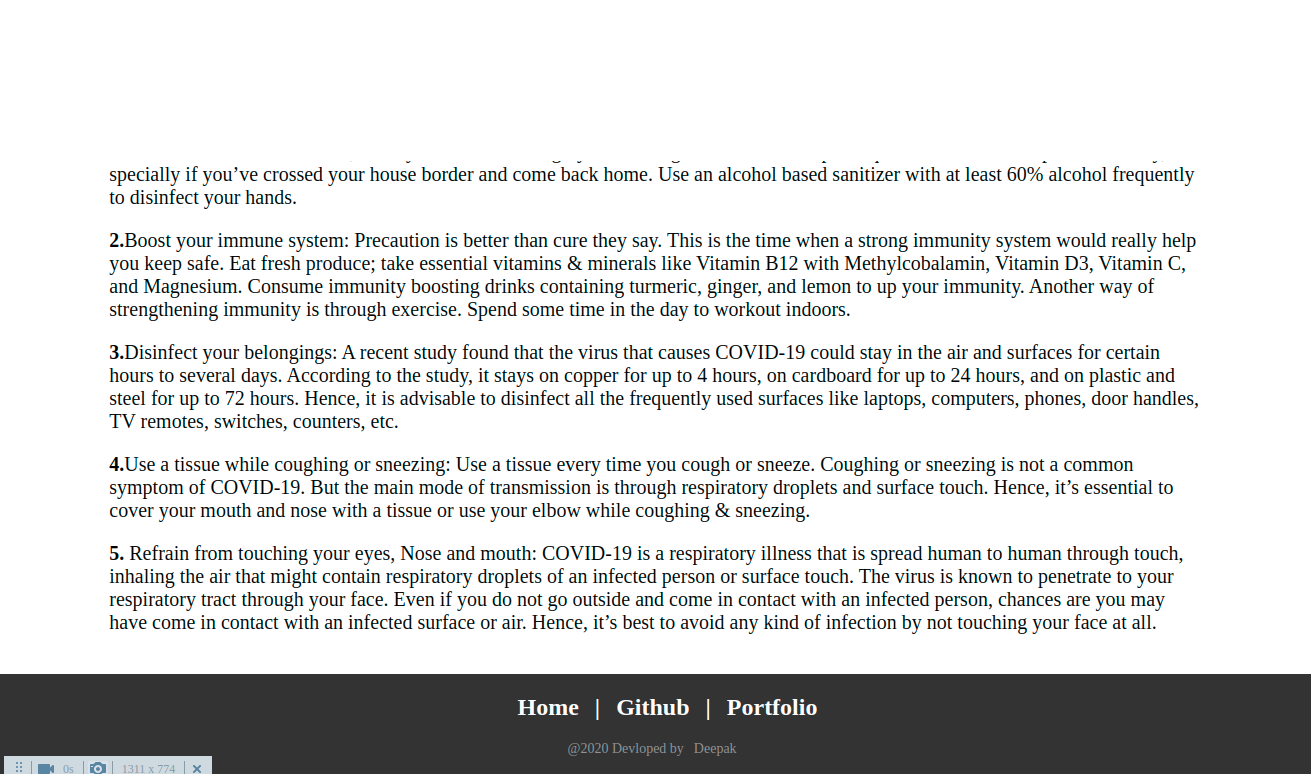 specially if you’ve crossed your house border and come back home. Use an alcohol based sanitizer with at least 60% alcohol frequently
to disinfect your hands.
2.Boost your immune system: Precaution is better than cure they say. This is the time when a strong immunity system would really help
you keep safe. Eat fresh produce; take essential vitamins & minerals like Vitamin B12 with Methylcobalamin, Vitamin D3, Vitamin C,
and Magnesium. Consume immunity boosting drinks containing turmeric, ginger, and lemon to up your immunity. Another way of
strengthening immunity is through exercise. Spend some time in the day to workout indoors.
3.Disinfect your belongings: A recent study found that the virus that causes COVID-19 could stay in the air and surfaces for certain
hours to several days. According to the study, it stays on copper for up to 4 hours, on cardboard for up to 24 hours, and on plastic and
steel for up to 72 hours. Hence, it is advisable to disinfect all the frequently used surfaces like laptops, computers, phones, door handles,
TV remotes, switches, counters, etc.
4.Use a tissue while coughing or sneezing: Use a tissue every time you cough or sneeze. Coughing or sneezing is not a common
symptom of COVID-19. But the main mode of transmission is through respiratory droplets and surface touch. Hence, it’s essential to
cover your mouth and nose with a tissue or use your elbow while coughing & sneezing.
5. Refrain from touching your eyes, Nose and mouth: COVID-19 is a respiratory illness that is spread human to human through touch,
inhaling the air that might contain respiratory droplets of an infected person or surface touch. The virus is known to penetrate to your
respiratory tract through your face. Even if you do not go outside and come in contact with an infected person, chances are you may
have come in contact with an infected surface or air. Hence, it’s best to avoid any kind of infection by not touching your face at all.
Home | Github | Portfolio
@2020 Devloped by Deepak
0s 1311 x 774